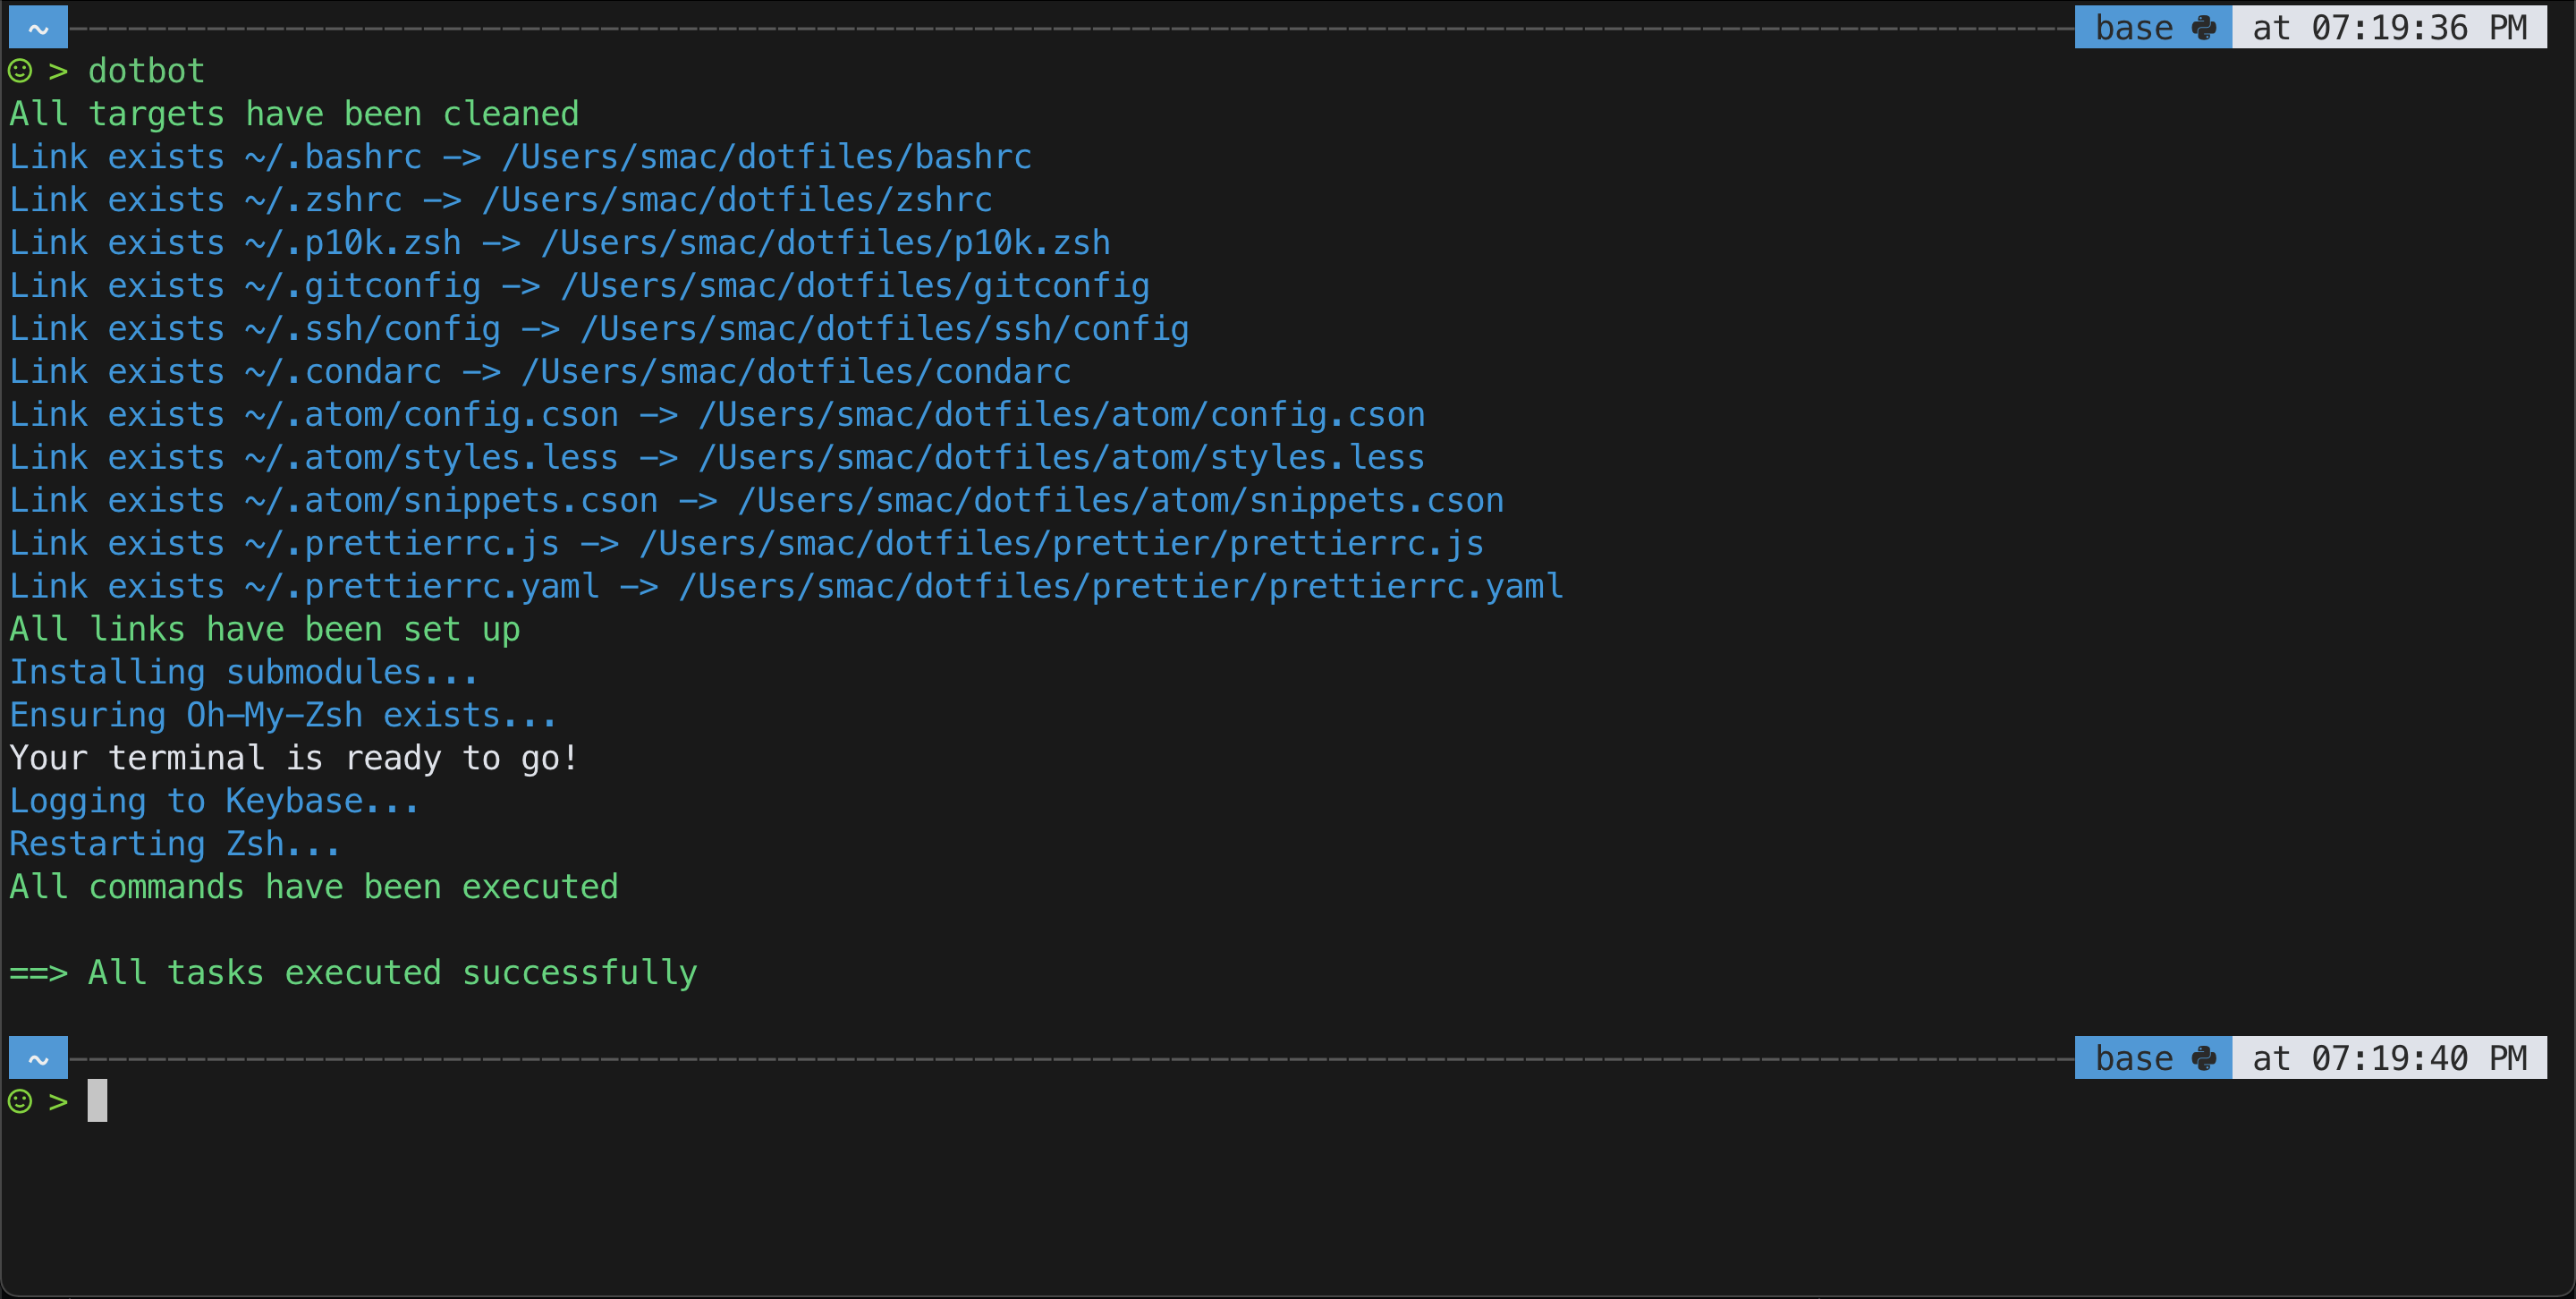 ~ base at 07:19:36 PM
> dotbot
All targets have been cleaned
Link exists ~/.bashrc -> /Users/smac/dotfiles/bashrc
Link exists ~/.zshrc -> /Users/smac/dotfiles/zshrc
Link exists ~/.p10k.zsh -> /Users/smac/dotfiles/p10k.zsh
Link exists ~/.gitconfig -> /Users/smac/dotfiles/gitconfig
Link exists ~/.ssh/config -> /Users/smac/dotfiles/ssh/config
Link exists ~/.condarc -> /Users/smac/dotfiles/condarc
Link exists ~/.atom/config.cson -> /Users/smac/dotfiles/atom/config.cson
Link exists ~/.atom/styles.less -> /Users/smac/dotfiles/atom/styles.less
Link exists ~/.atom/snippets.cson -> /Users/smac/dotfiles/atom/snippets.cson
Link exists ~/.prettierrc.js -> /Users/smac/dotfiles/prettier/prettierrc.js
Link exists ~/.prettierrc.yaml -> /Users/smac/dotfiles/prettier/prettierrc.yaml
All links have been set up
Installing submodules...
Ensuring Oh-My-Zsh exists...
Your terminal is ready to go!
Logging to Keybase...
Restarting Zsh...
All commands have been executed
==> All tasks executed successfully
~ base at 07:19:40 PM
>